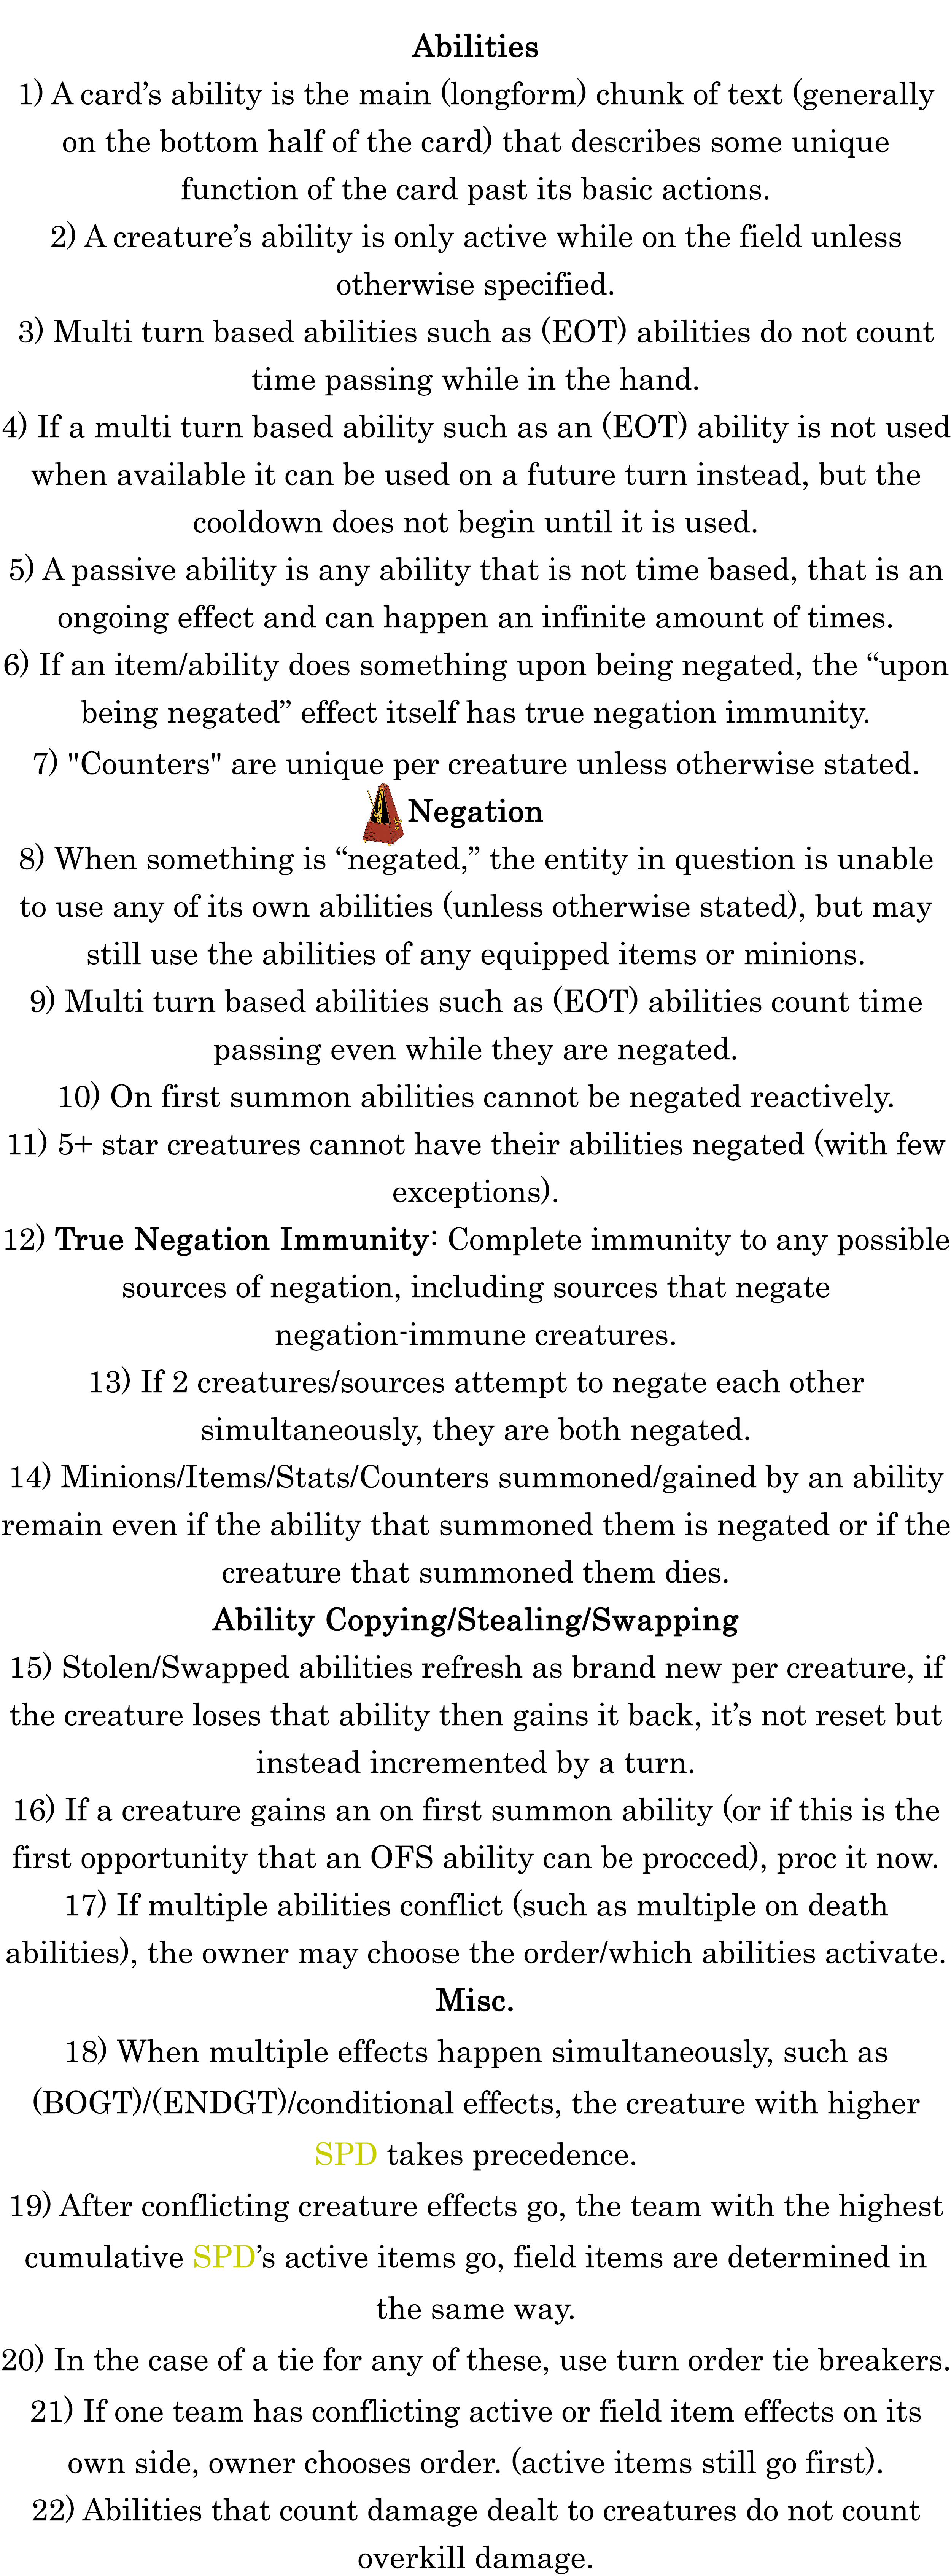 Abilities
1) A card’s ability is the main (longform) chunk of text (generally
on the bottom half of the card) that describes some unique
function of the card past its basic actions.
2) A creature’s ability is only active while on the field unless
otherwise specified.
3) Multi turn based abilities such as (EOT) abilities do not count
time passing while in the hand.
4) If a multi turn based ability such as an (EOT) ability is not used
when available it can be used on a future turn instead, but the
cooldown does not begin until it is used.
5) A passive ability is any ability that is not time based, that is an
ongoing effect and can happen an infinite amount of times.
6) If an item/ability does something upon being negated, the “upon
being negated” effect itself has true negation immunity.
7) "Counters" are unique per creature unless otherwise stated.
Negation
8) When something is “negated,” the entity in question is unable
to use any of its own abilities (unless otherwise stated), but may
still use the abilities of any equipped items or minions.
9) Multi turn based abilities such as (EOT) abilities count time
passing even while they are negated.
10) On first summon abilities cannot be negated reactively.
11) 5+ star creatures cannot have their abilities negated (with few
exceptions).
12) True Negation Immunity: Complete immunity to any possible
sources of negation, including sources that negate
negation-immune creatures.
13) If 2 creatures/sources attempt to negate each other
simultaneously, they are both negated.
14) Minions/Items/Stats/Counters summoned/gained by an ability
remain even if the ability that summoned them is negated or if the
creature that summoned them dies.
Ability Copying/Stealing/Swapping
15) Stolen/Swapped abilities refresh as brand new per creature, if
the creature loses that ability then gains it back, it’s not reset but
instead incremented by a turn.
16) If a creature gains an on first summon ability (or if this is the
first opportunity that an OFS ability can be procced), proc it now.
17) If multiple abilities conflict (such as multiple on death
abilities), the owner may choose the order/which abilities activate.
Misc.
18) When multiple effects happen simultaneously, such as
(BOGT)/(ENDGT)/conditional effects, the creature with higher
SPD takes precedence.
19) After conflicting creature effects go, the team with the highest
cumulative SPD’s active items go, field items are determined in
the same way.
20) In the case of a tie for any of these, use turn order tie breakers.
21) If one team has conflicting active or field item effects on its
own side, owner chooses order. (active items still go first).
22) Abilities that count damage dealt to creatures do not count
overkill damage.